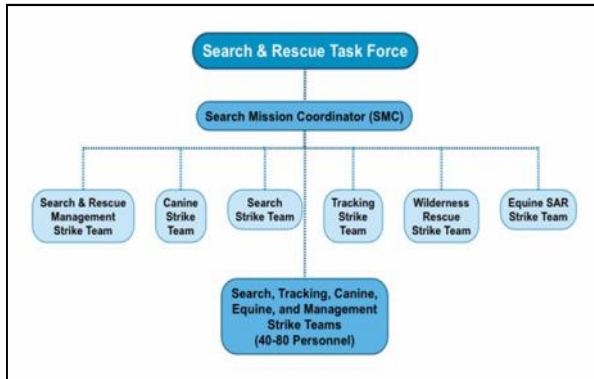 Search & Rescue Task Force
Search Mission Coordinator (SMC)
Search & Rescue
Management
Strike Team
Canine
Strike
Team
Search
Strike Team
Tracking
Strike
Team
Wilderness
Rescue
Strike Team
Equine SAR
Strike Team
Search, Tracking, Canine,
Equine, and Management
Strike Teams
(40-80 Personnel)